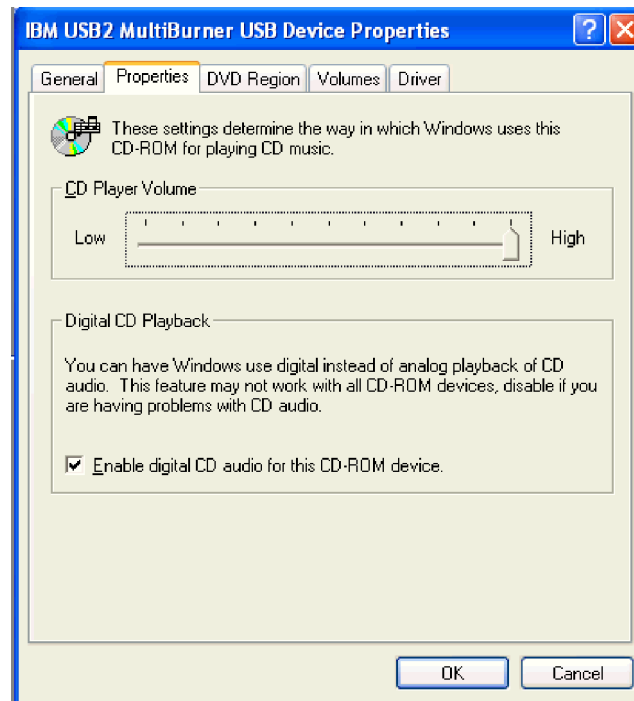 IBM USB2 MultiBurner USB Device Properties
General Properties DVD Region Volumes Driver
These settings determine the way in which Windows uses this
CD-ROM for playing CD music.
CD Player Volume
Low High
Digital CD Playback
You can have Windows use digital instead of analog playback of CD
audio. This feature may not work with all CD-ROM devices, disable if you
are having problems with CD audio.
Enable digital CD audio for this CD-ROM device.
OK Cancel